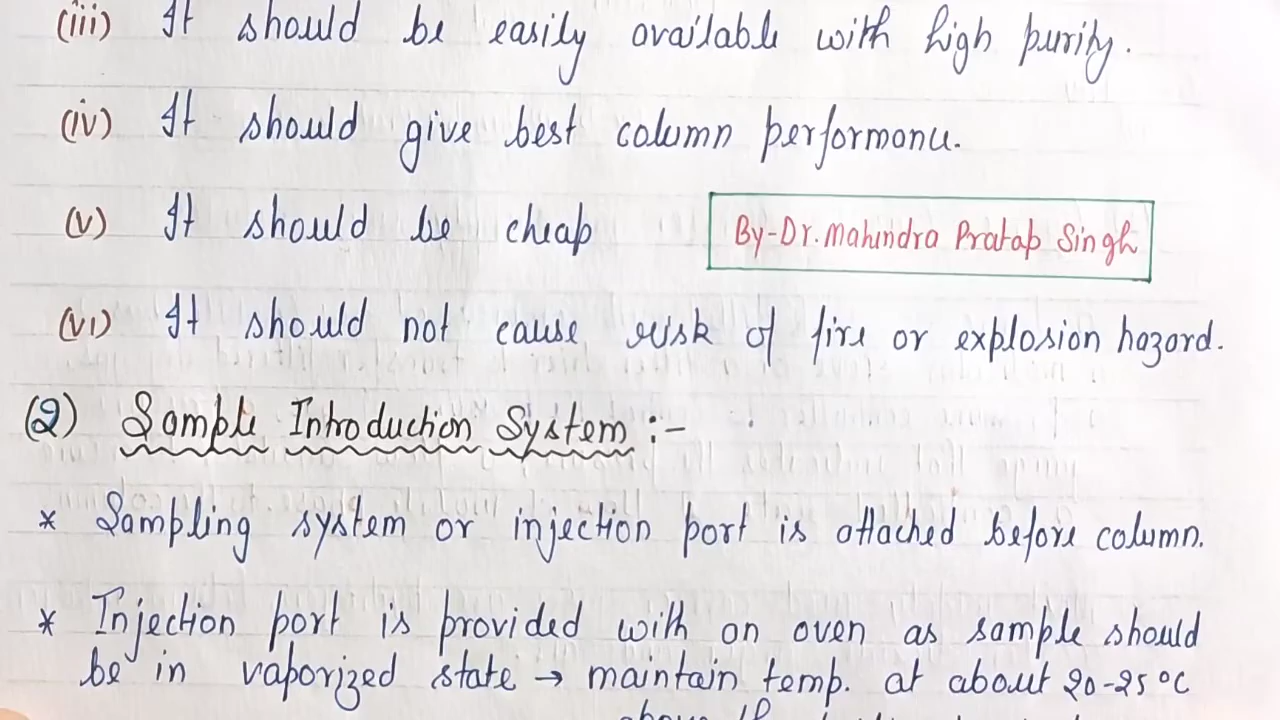 (iii) It should be easily available with high purity.
(iv) It should give best column performance.
(v) It should be cheap
By-Dr. Mahindra Pratap Singh
(vi) It should not cause risk of fire or explosion hazard.
(2) Sample Introduction System :-
* Sampling system or injection port is attached before column.
* Injection port is provided with an oven as sample should
be in vaporized state → maintain temp. at about 20-25°C